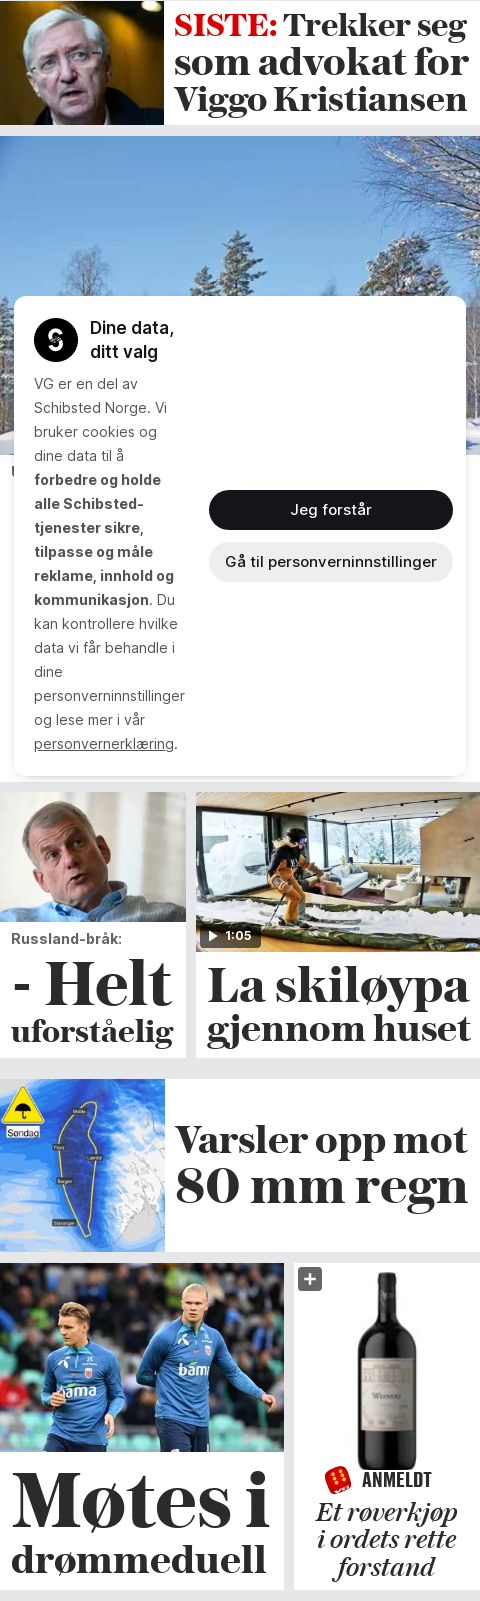 SISTE: Trekker seg
som advokat for
Viggo Kristiansen
Dine data,
ditt valg
VG er en del av
Schibsted Norge. Vi
bruker cookies og
dine data til å
forbedre og holde
alle Schibsted-
tjenester sikre,
tilpasse og måle
reklame, innhold og
kommunikasjon. Du
kan kontrollere hvilke
data vi får behandle i
dine
personverninnstillinger
og lese mer i vår
personvernerklæring.
Jeg forstår
Gå til personverninnstillinger
1:05
Russland-bråk:
- Helt
uforståelig
La skiløypa
gjennom huset
Søndag
Molde
Florø
Lærdal
Bergen
Stavanger
Varsler opp mot
80 mm regn
bama
bama
Møtes i
drømmeduell
ANMELDT
Et røverkjøp
i ordets rette
forstand